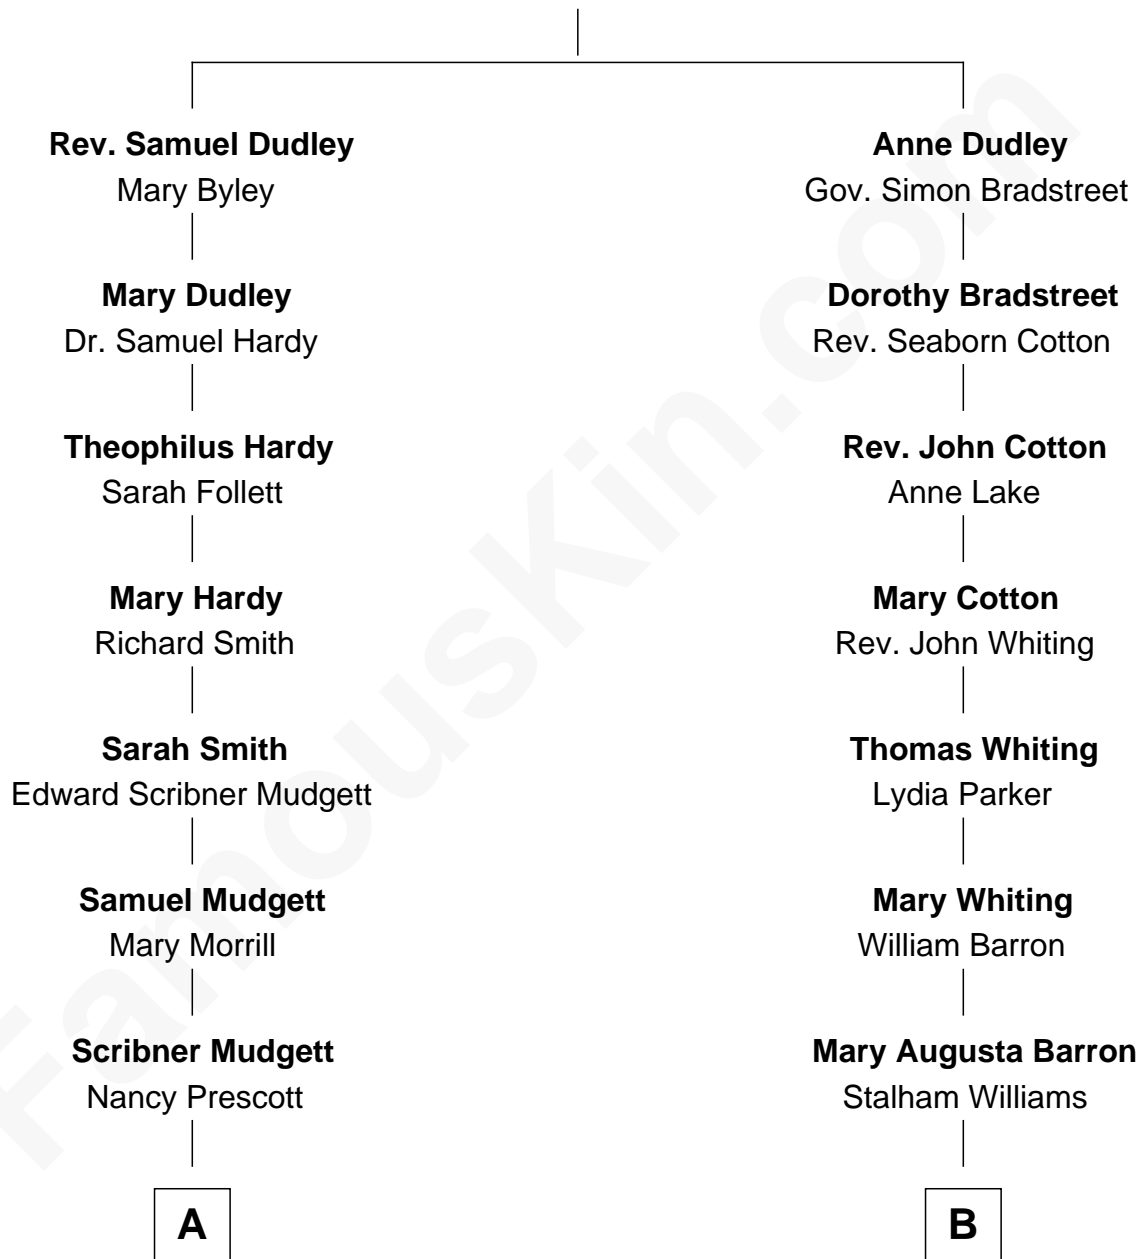 Rev. Samuel Dudley
Mary Byley
Mary Dudley
Dr. Samuel Hardy
Theophilus Hardy
Sarah Follett
Mary Hardy
Richard Smith
Sarah Smith
Edward Scribner Mudgett
Samuel Mudgett
Mary Morrill
Scribner Mudgett
Nancy Prescott
A
Anne Dudley
Gov. Simon Bradstreet
Dorothy Bradstreet
Rev. Seaborn Cotton
Rev. John Cotton
Anne Lake
Mary Cotton
Rev. John Whiting
Thomas Whiting
Lydia Parker
Mary Whiting
William Barron
Mary Augusta Barron
Stalham Williams
B
FamousKin.com